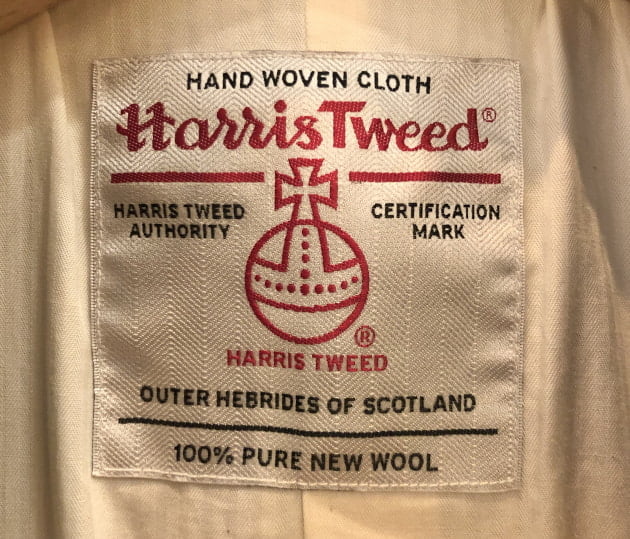 HAND WOVEN CLOTH
Harris Tweed®
HARRIS TWEED
AUTHORITY
CERTIFICATION
MARK
®
HARRIS TWEED
OUTER HEBRIDES OF SCOTLAND
100% PURE NEW WOOL